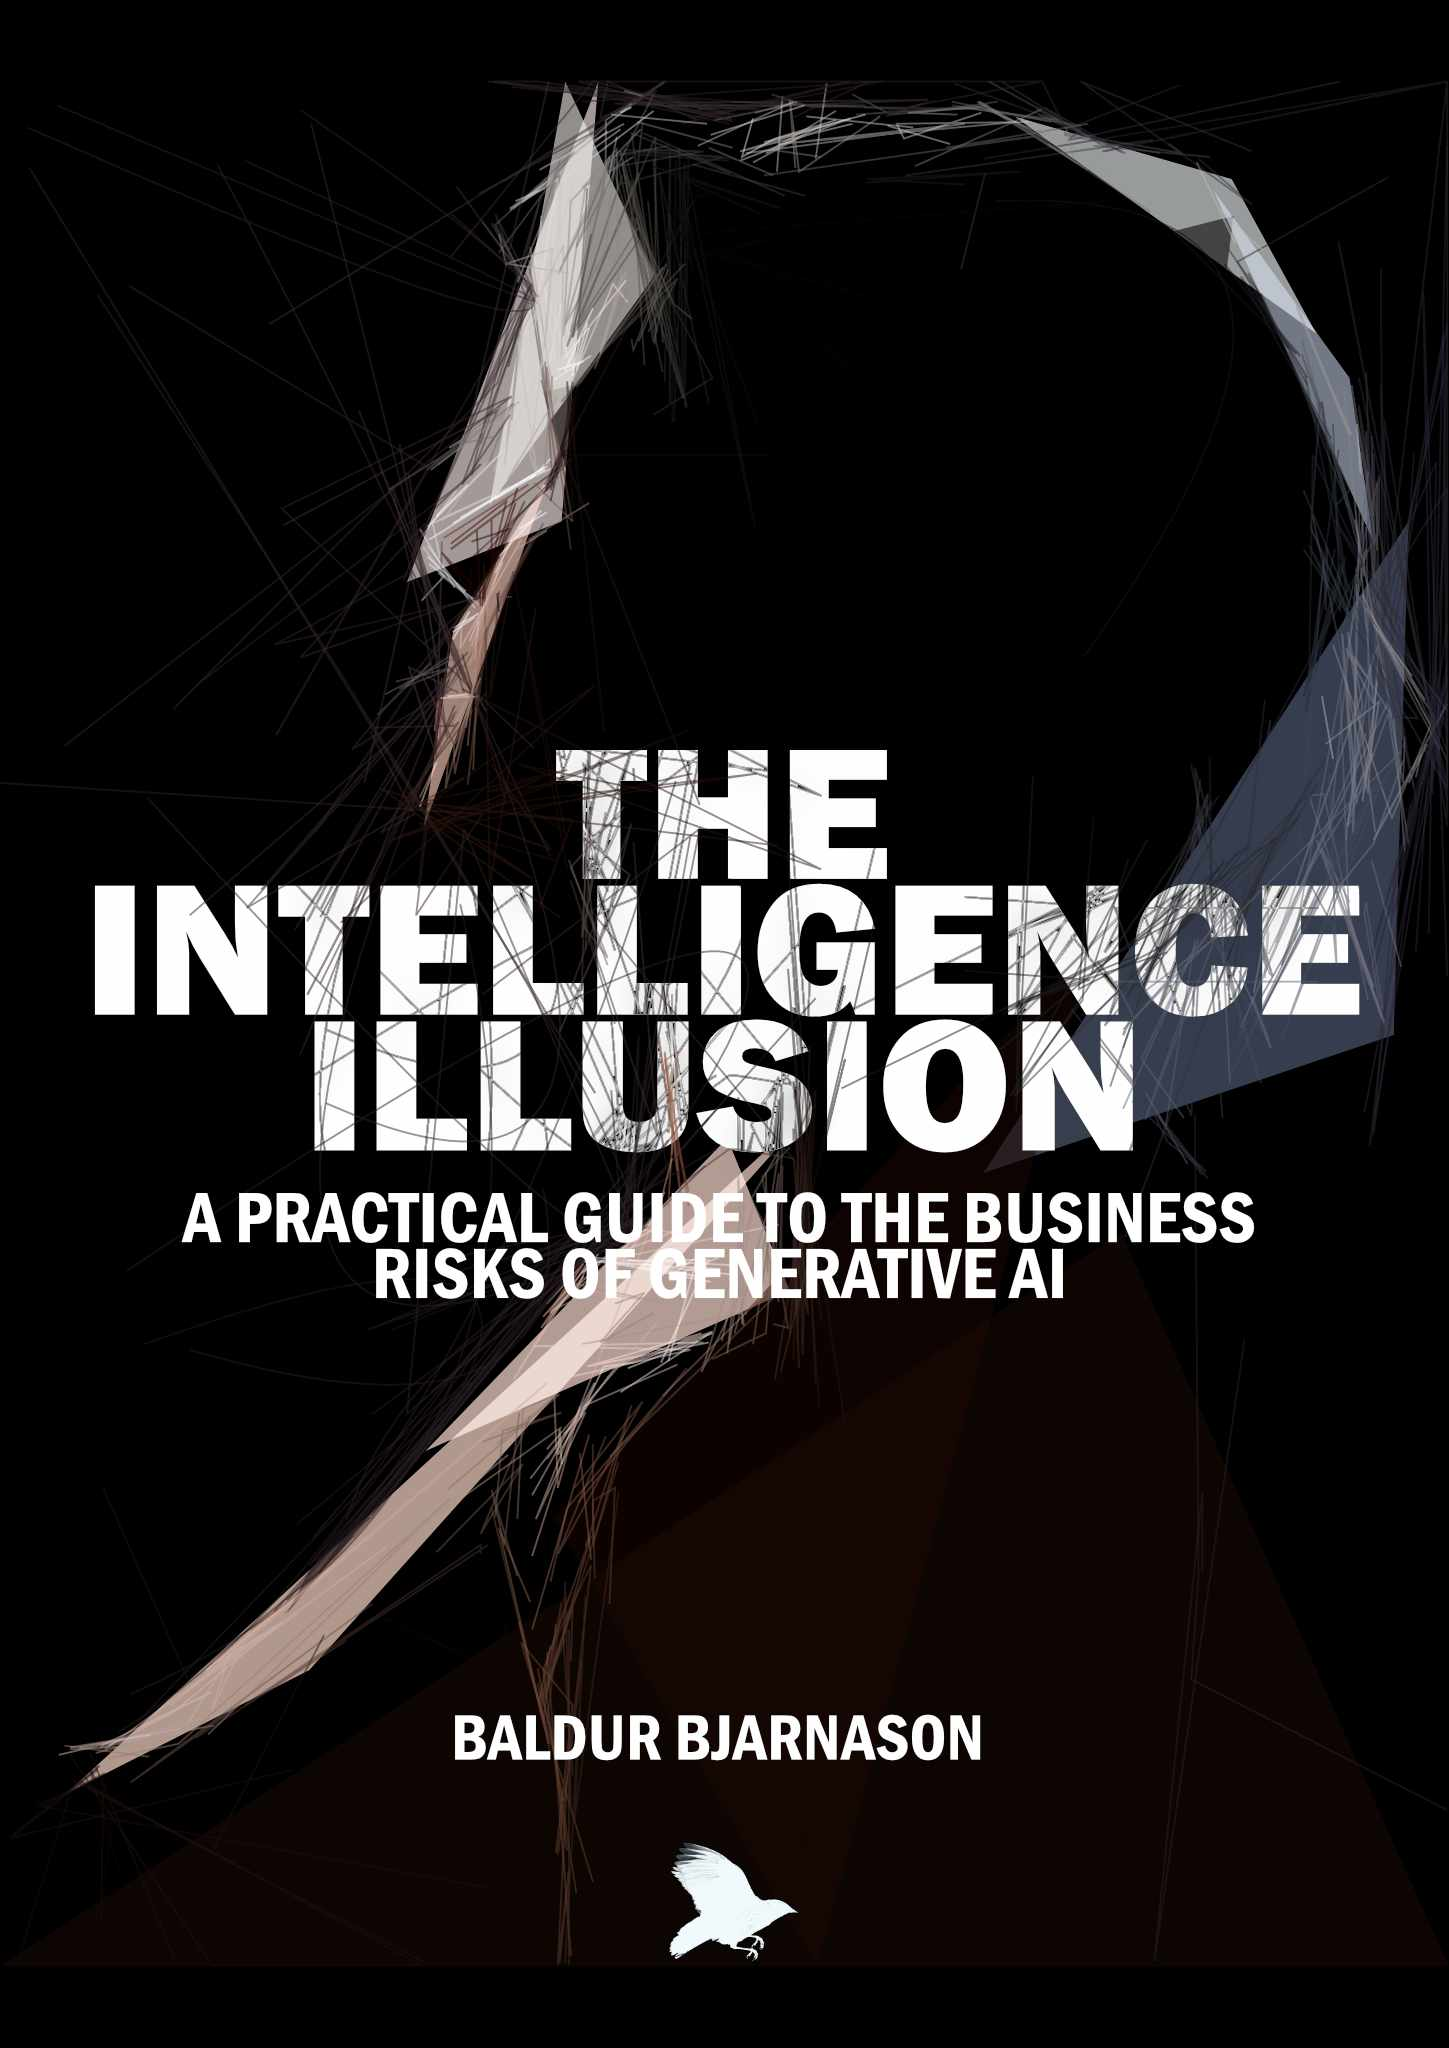 THE
INTELLIGENCE
ILLUSION
A PRACTICAL GUIDE TO THE BUSINESS
RISKS OF GENERATIVE AI
BALDUR BJARNASON